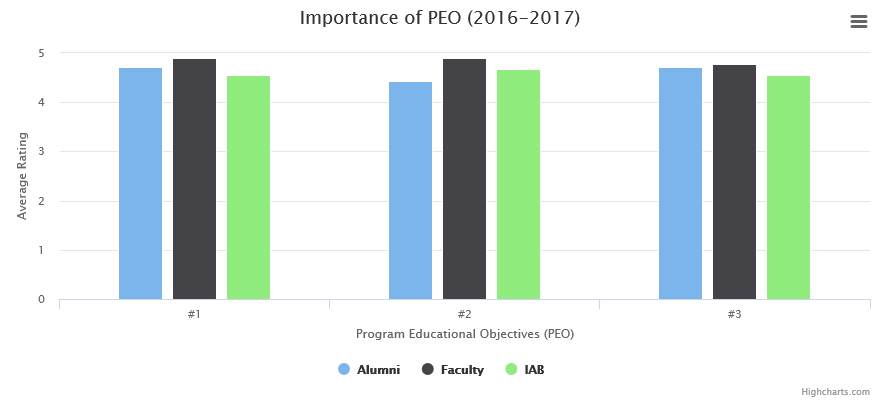 Importance of PEO (2016-2017)
Average Rating
5
4
3
2
1
0
#1 #2 #3
Program Educational Objectives (PEO)
Alumni Faculty IAB
Highcharts.com